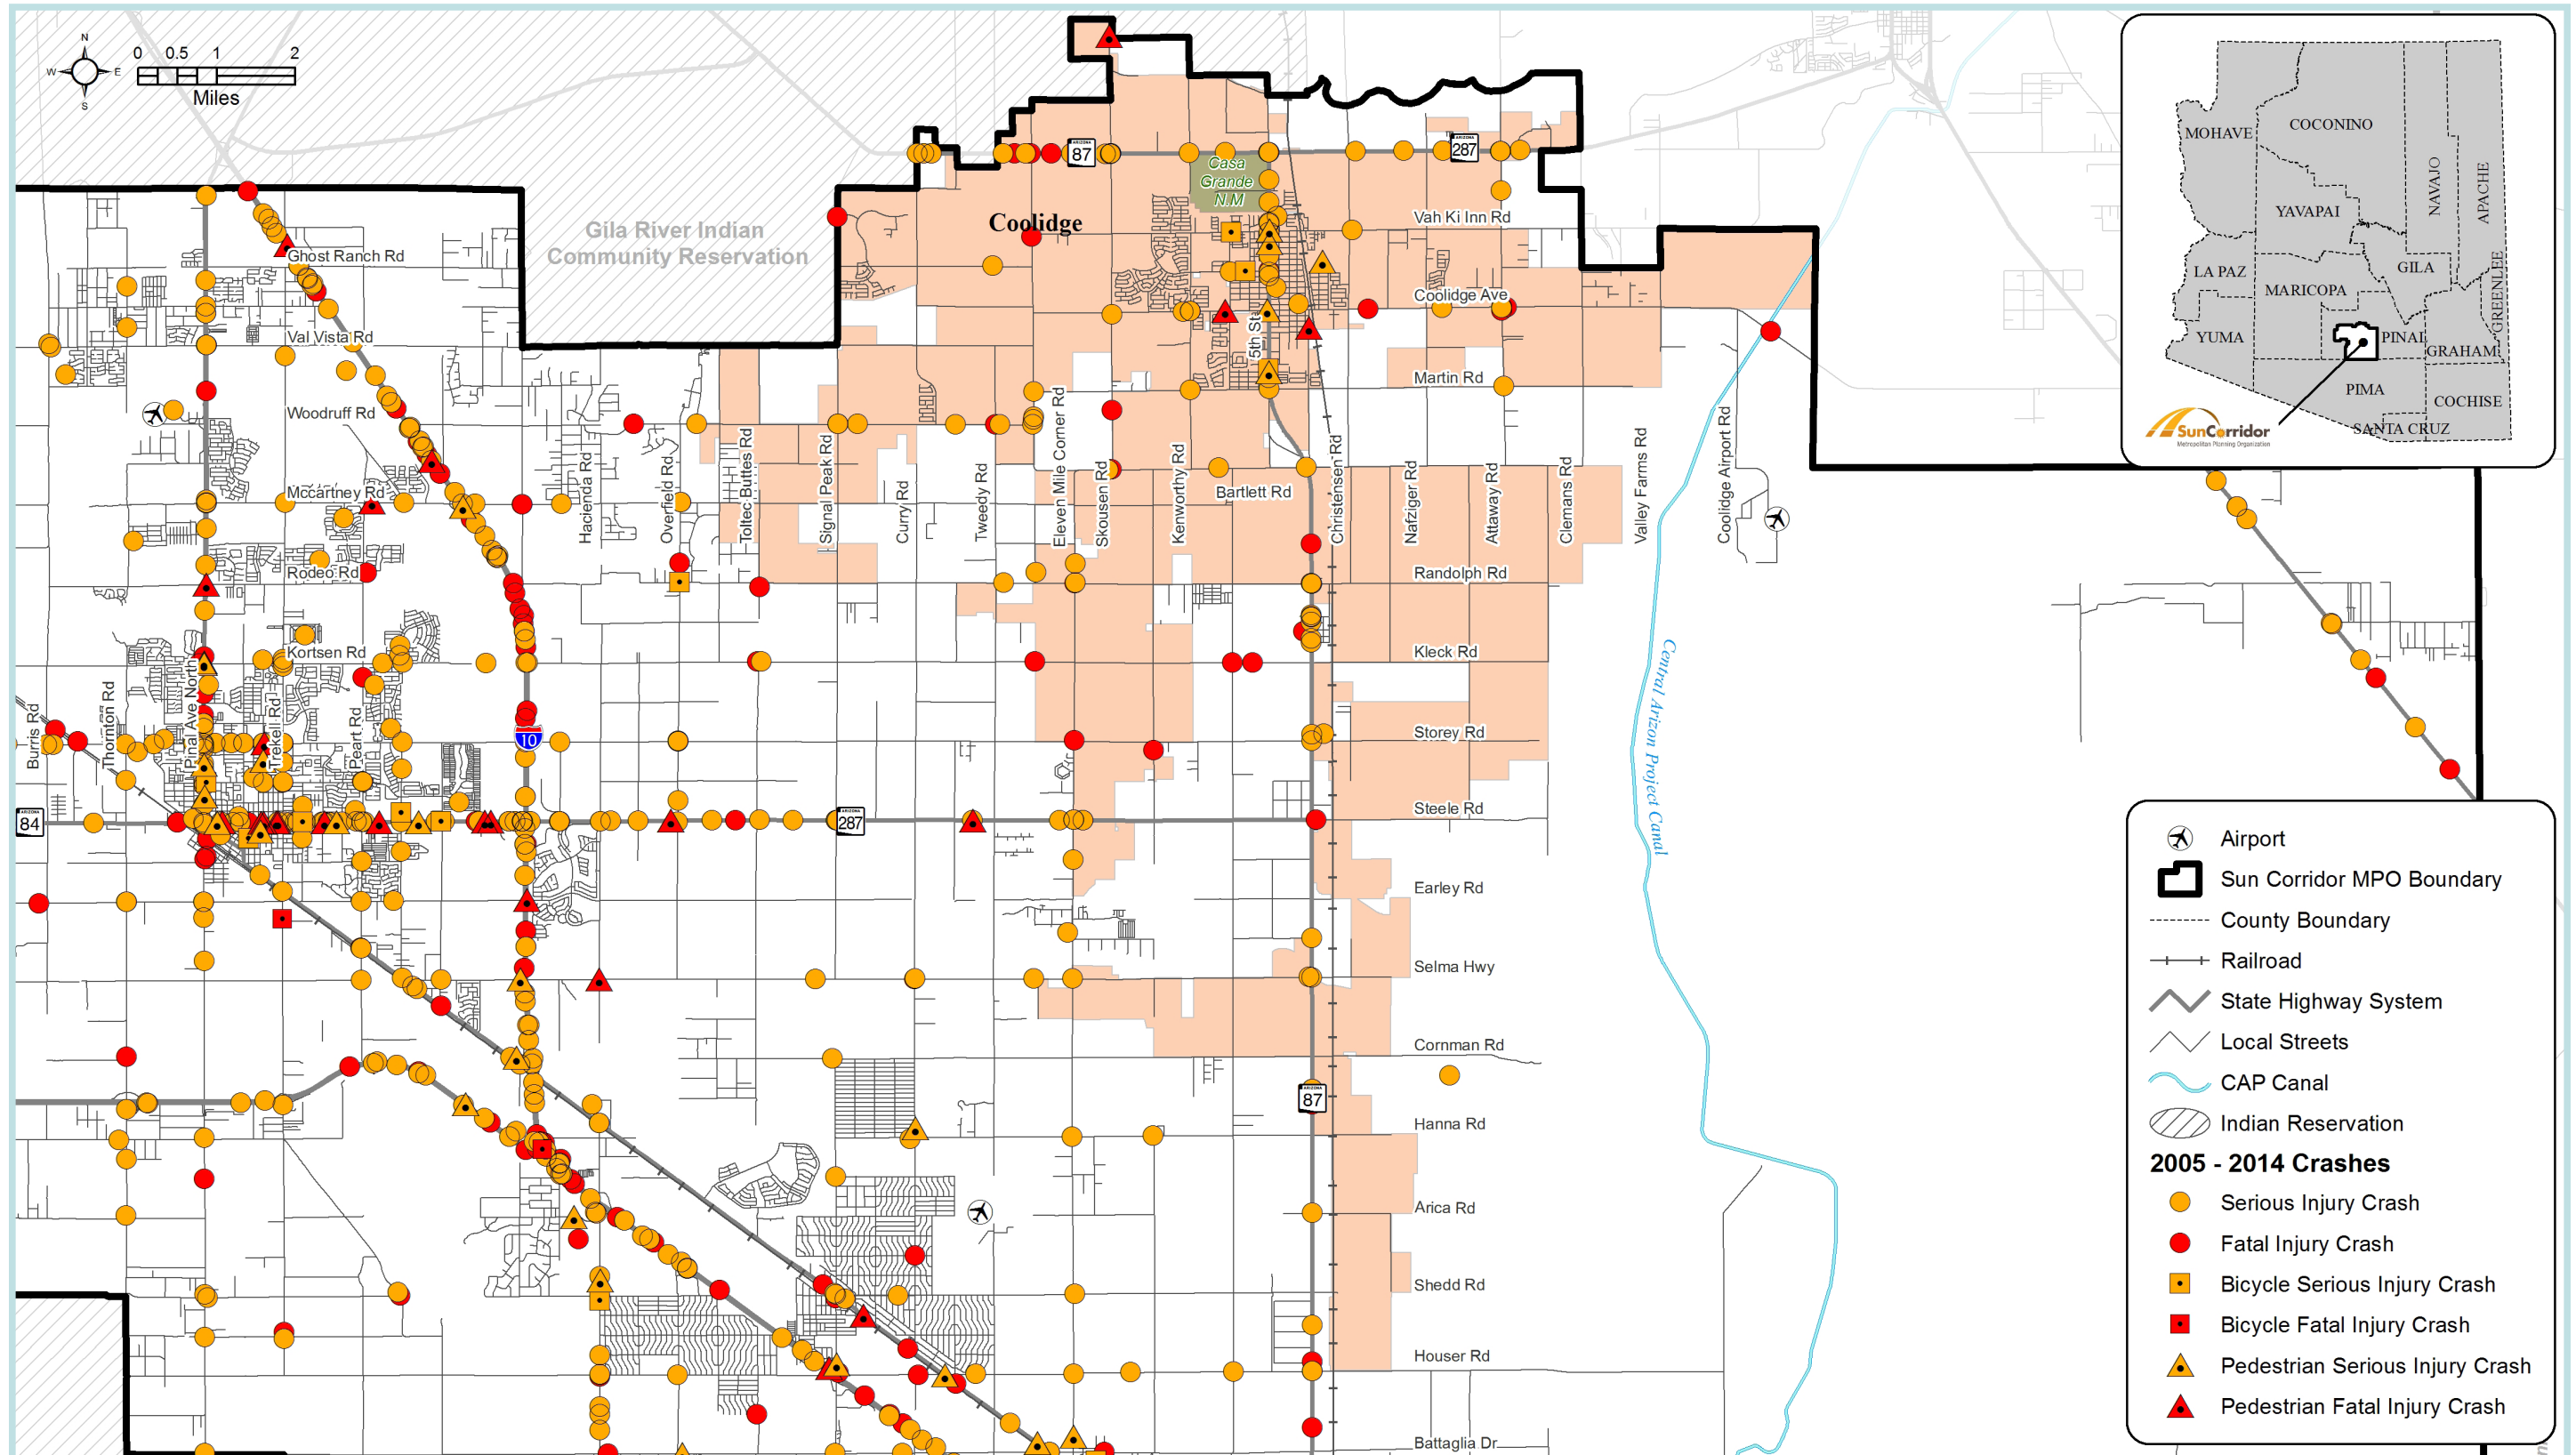 N
W
E
S
0 0.5 1 2
Miles
ARIZONA
87
ARIZONA
287
Casa
Grande
N.M
Coolidge
Gila River Indian
Community Reservation
Vah Ki Inn Rd
Ghost Ranch Rd
Coolidge Ave
Val Vista Rd
5th St
Martin Rd
Woodruff Rd
Mccartney Rd
Hacienda Rd
Overfield Rd
Toltec Buttes Rd
Signal Peak Rd
Curry Rd
Tweedy Rd
Eleven Mile Corner Rd
Skousen Rd
Kenworthy Rd
Bartlett Rd
Christensen Rd
Nafziger Rd
Attaway Rd
Clemans Rd
Valley Farms Rd
Coolidge Airport Rd
Rodeo Rd
Randolph Rd
Kortsen Rd
Kleck Rd
Burris Rd
Thornton Rd
Pinal Ave North
Trekell Rd
Peart Rd
10
Storey Rd
Central Arizon Project Canal
Steele Rd
ARIZONA
84
ARIZONA
287
Earley Rd
Selma Hwy
Cornman Rd
ARIZONA
87
Hanna Rd
Arica Rd
Shedd Rd
Houser Rd
Battaglia Dr
MOHAVE
COCONINO
NAVAJO
APACHE
YAVAPAI
LA PAZ
GILA
GREENLEE
MARICOPA
YUMA
PINAL
GRAHAM
PIMA
COCHISE
SANTA CRUZ
SunCorridor
Metropolitan Planning Organization
Airport
Sun Corridor MPO Boundary
County Boundary
Railroad
State Highway System
Local Streets
CAP Canal
Indian Reservation
2005 - 2014 Crashes
Serious Injury Crash
Fatal Injury Crash
Bicycle Serious Injury Crash
Bicycle Fatal Injury Crash
Pedestrian Serious Injury Crash
Pedestrian Fatal Injury Crash